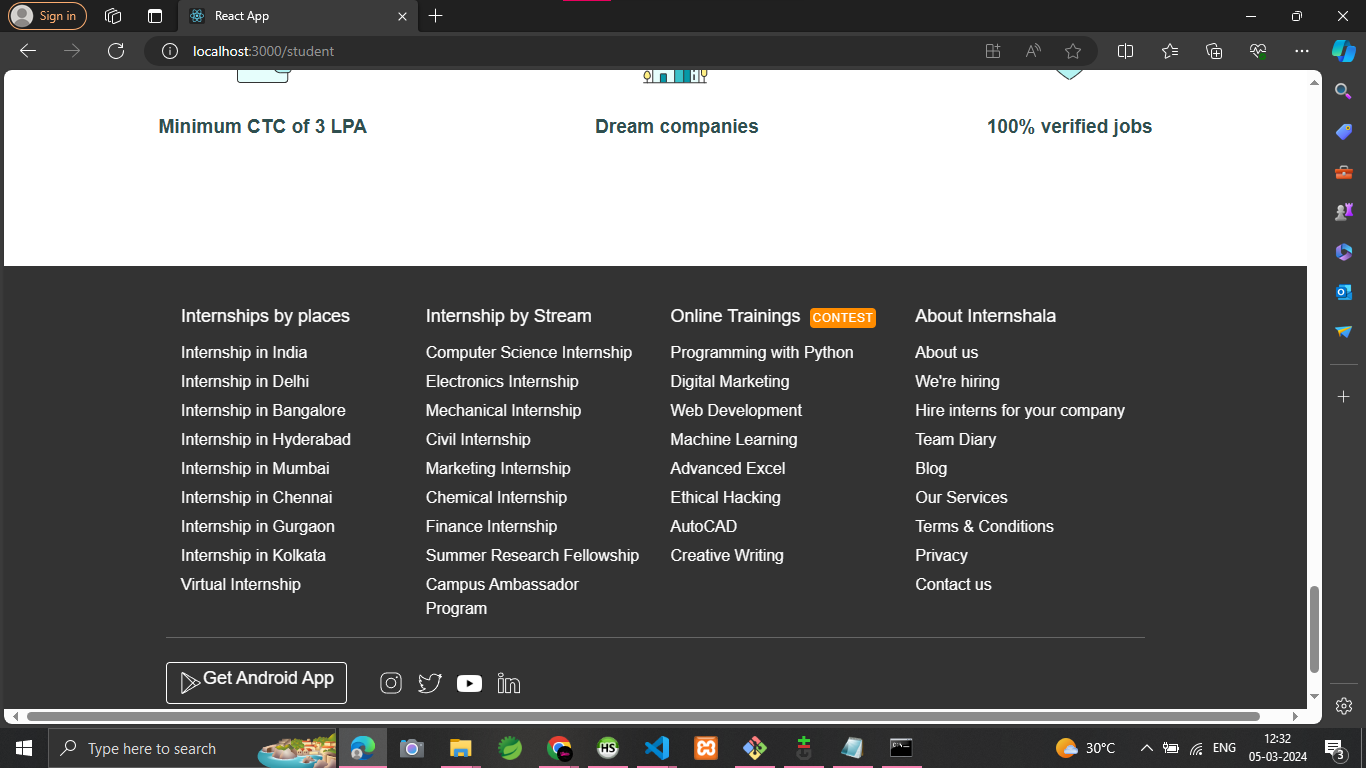 Sign in
React App
localhost:3000/student
Minimum CTC of 3 LPA
Dream companies
100% verified jobs
Internships by places
Internship in India
Internship in Delhi
Internship in Bangalore
Internship in Hyderabad
Internship in Mumbai
Internship in Chennai
Internship in Gurgaon
Internship in Kolkata
Virtual Internship
Internship by Stream
Computer Science Internship
Electronics Internship
Mechanical Internship
Civil Internship
Marketing Internship
Chemical Internship
Finance Internship
Summer Research Fellowship
Campus Ambassador
Program
Online Trainings CONTEST
Programming with Python
Digital Marketing
Web Development
Machine Learning
Advanced Excel
Ethical Hacking
AutoCAD
Creative Writing
About Internshala
About us
We're hiring
Hire interns for your company
Team Diary
Blog
Our Services
Terms & Conditions
Privacy
Contact us
Get Android App
in
Type here to search
HS
30°C
ENG
12:32
05-03-2024
3